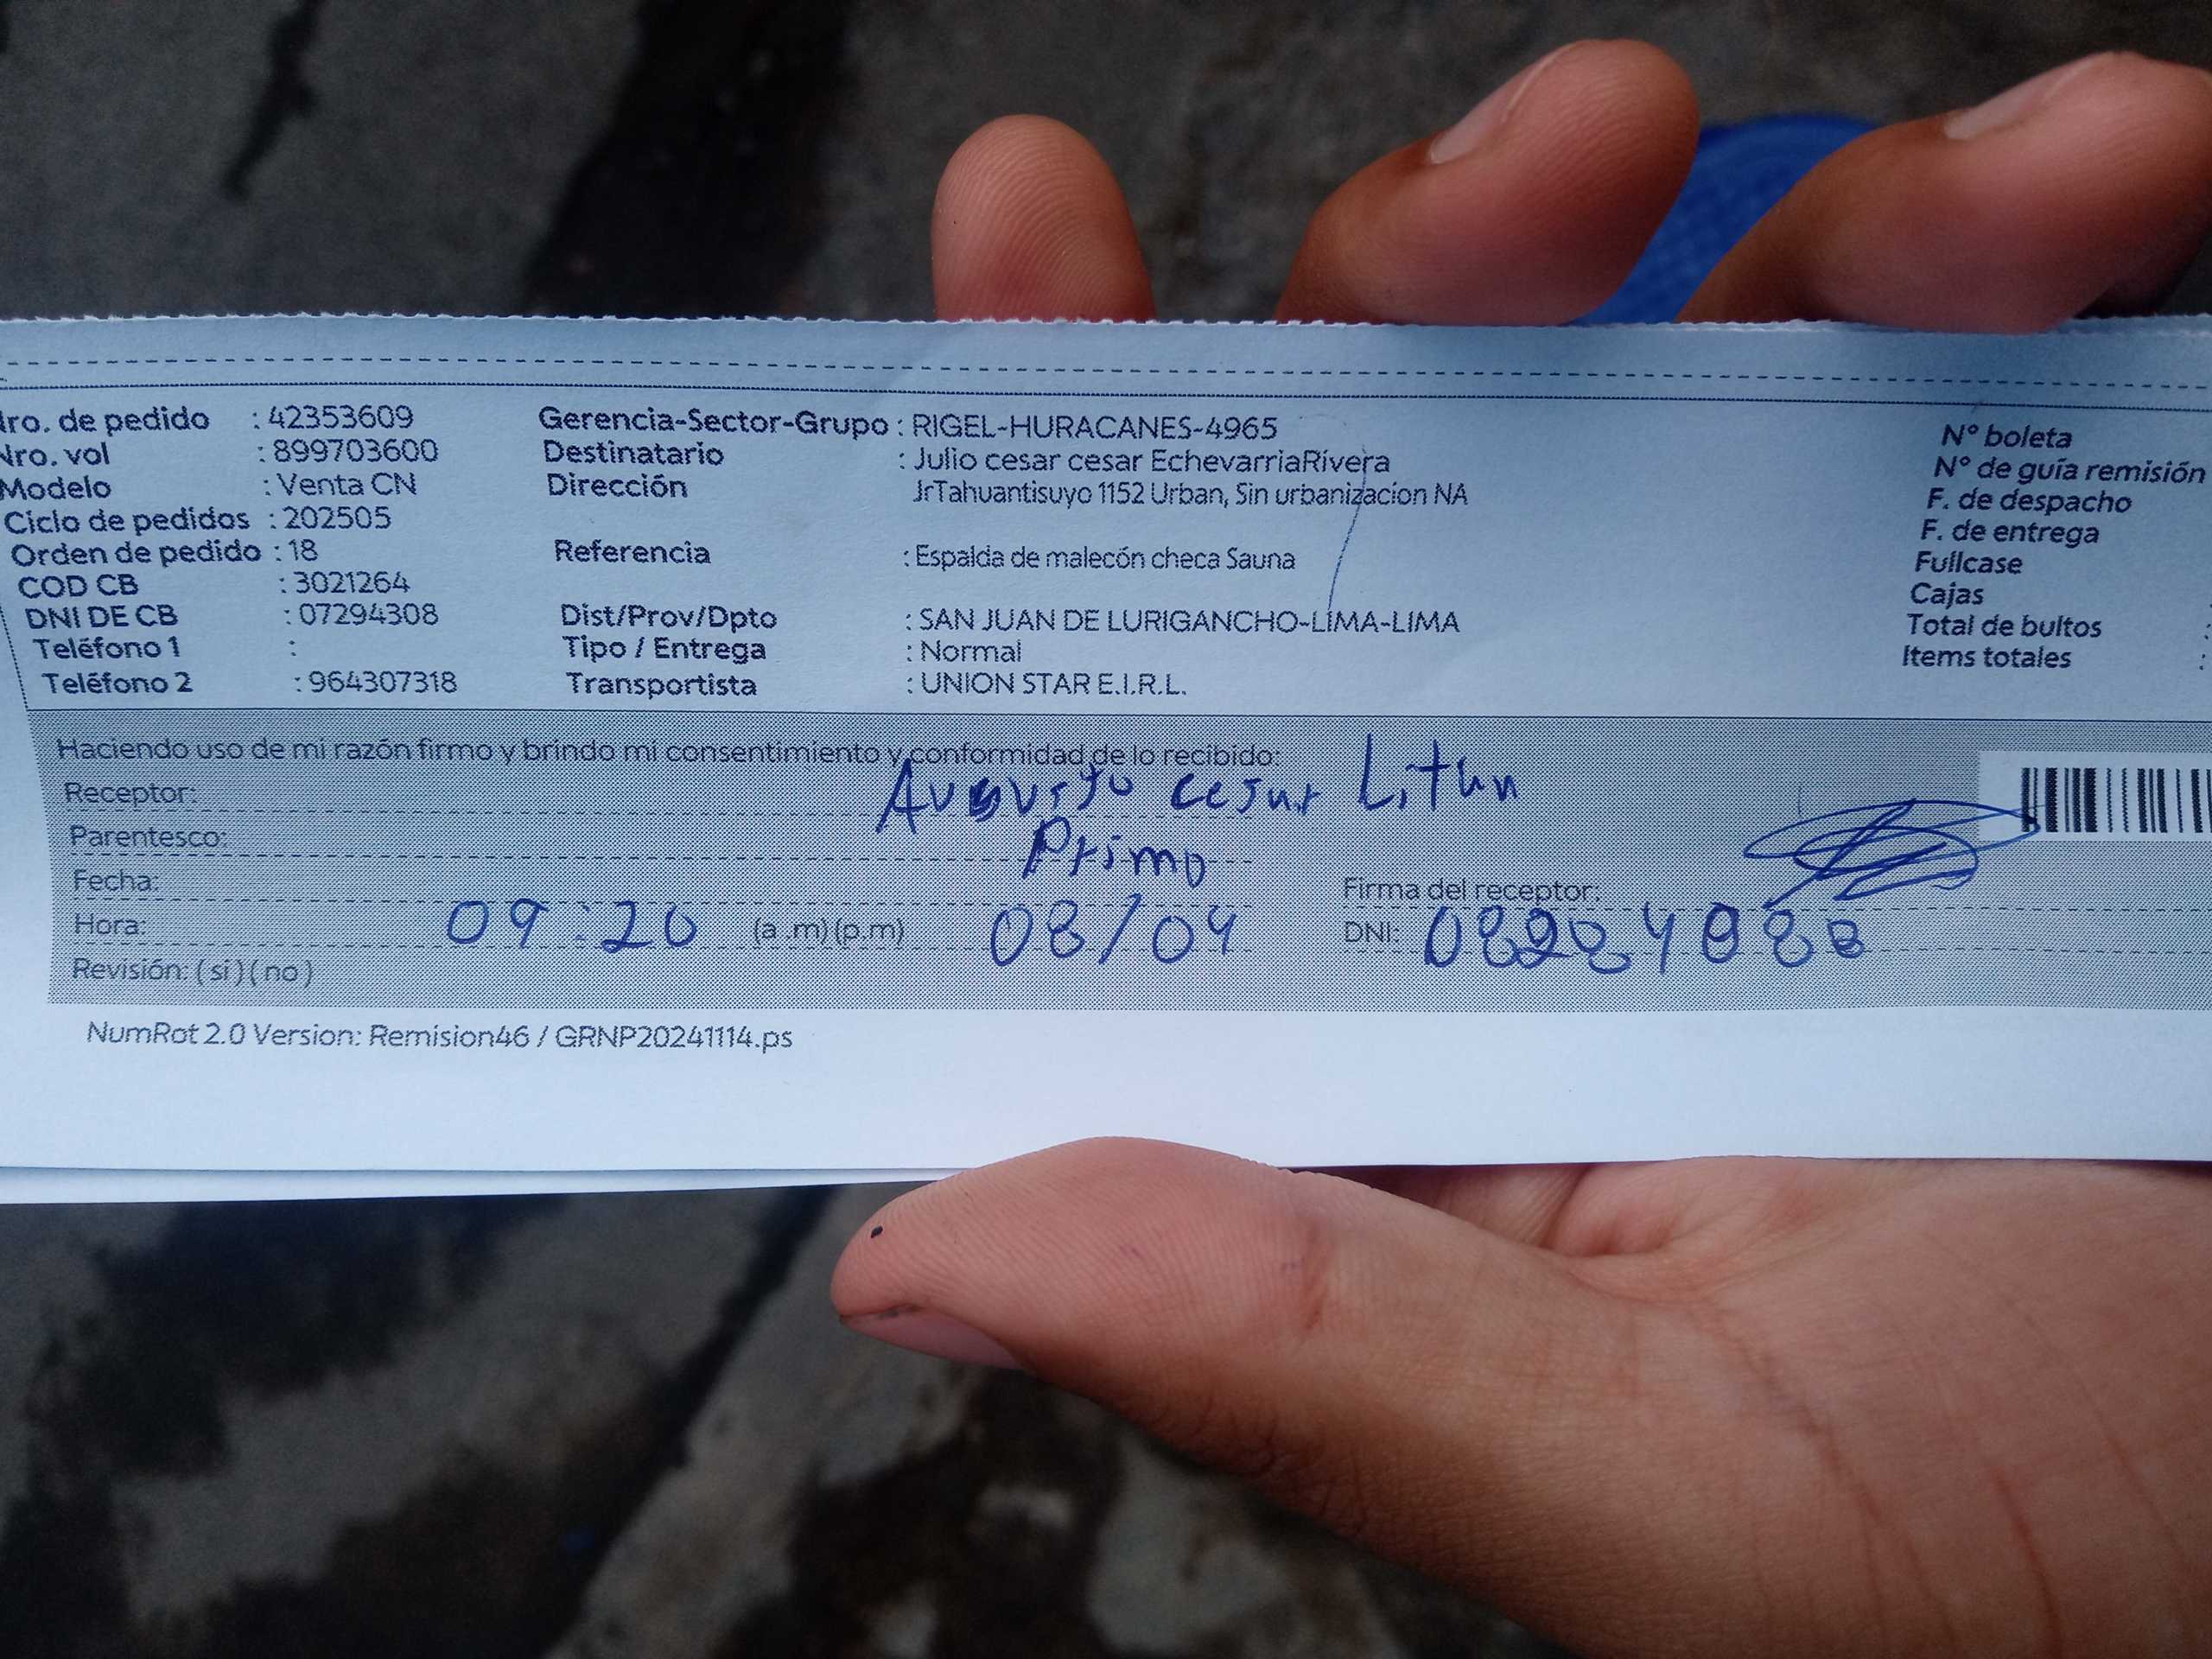 Nro. de pedido : 42353609
Nro. vol : 899703600
Modelo : Venta CN
Ciclo de pedidos : 202505
Orden de pedido : 18
COD CB : 3021264
DNI DE CB : 07294308
Teléfono 1 :
Teléfono 2 : 964307318
Gerencia-Sector-Grupo : RIGEL-HURACANES-4965
Destinatario : Julio cesar cesar EchevarriaRivera
Dirección JrTahuantisuyo 1152 Urban, Sin urbanizacion NA
Referencia : Espalda de malecón checa Sauna
Dist/Prov/Dpto : SAN JUAN DE LURIGANCHO-LIMA-LIMA
Tipo / Entrega : Normal
Transportista : UNION STAR E.I.R.L.
N° boleta
N° de guía remisión
F. de despacho
F. de entrega
Fullcase
Cajas
Total de bultos :
Items totales :
Haciendo uso de mi razón firmo y brindo mi consentimiento y conformidad de lo recibido:
Receptor: Augusto cesar
Parentesco: Primo
Fecha:
Hora: 09:20 (a .m) (p.m) 08/04
Revisión: ( si ) ( no )
Firma del receptor:
DNI:
NumRot 2.0 Version: Remision46 / GRNP20241114.ps